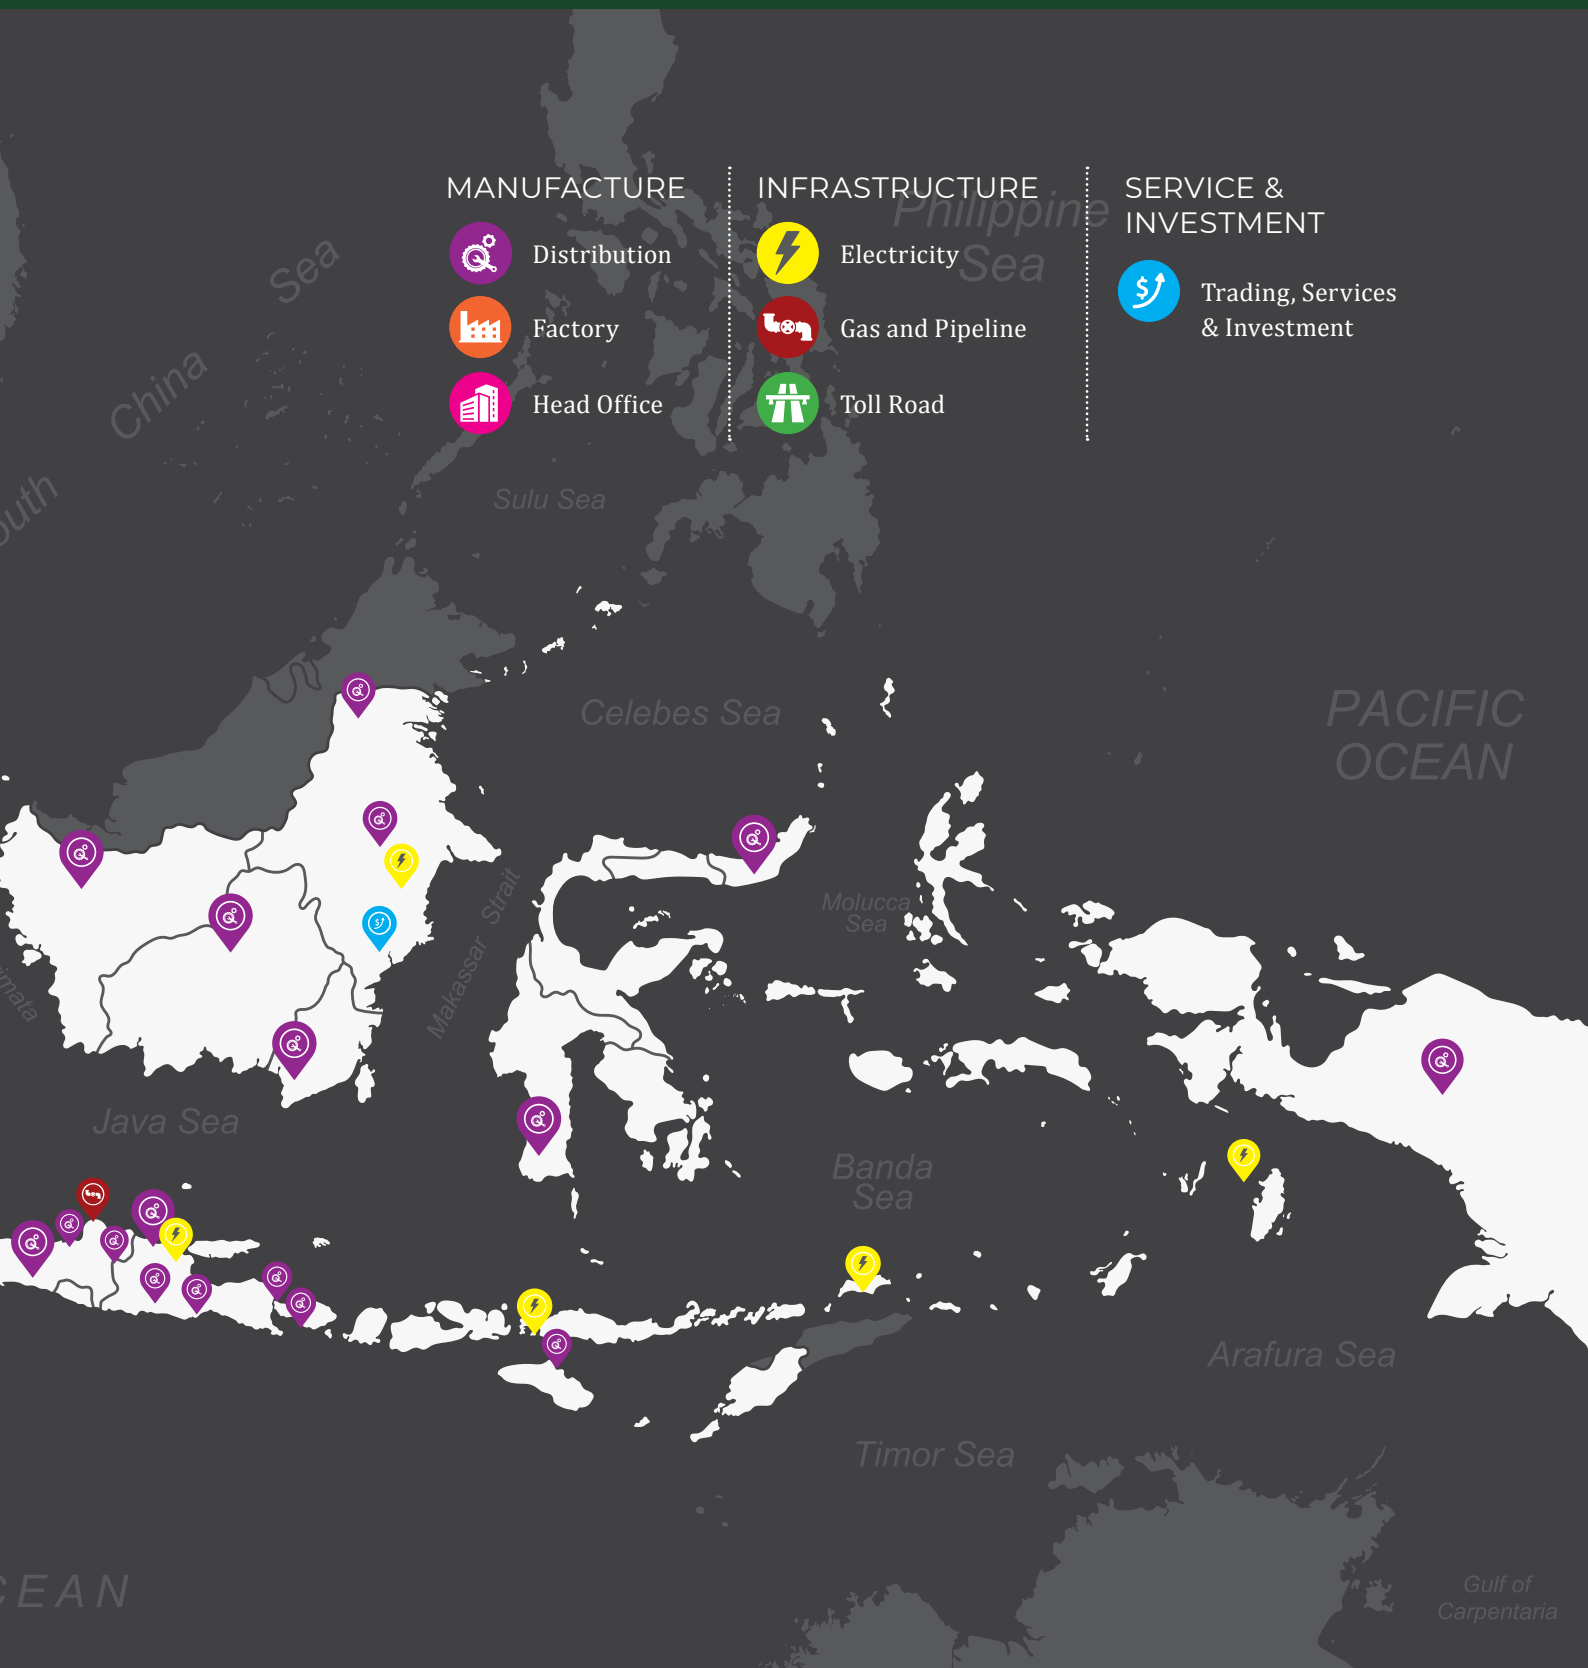 MANUFACTURE
Distribution
Factory
Head Office
INFRASTRUCTURE
Electricity
Gas and Pipeline
Toll Road
SERVICE &
INVESTMENT
Trading, Services
& Investment
Philippine
Sea
China
Sea
Sulu Sea
Celebes Sea
PACIFIC
OCEAN
Makassar Strait
Molucca
Sea
Java Sea
Banda
Sea
Arafura Sea
Timor Sea
Gulf of
Carpentaria